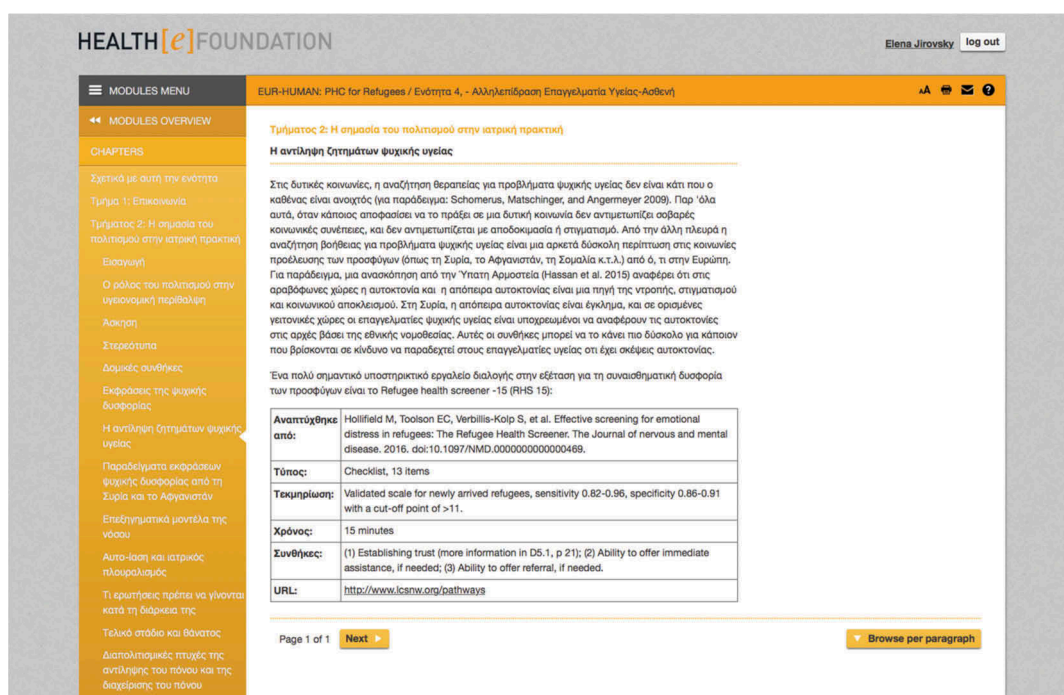 HEALTH[e]FOUNDATION
Elena Jirovsky log out
MODULES MENU
EUR-HUMAN: PHC for Refugees / Ενότητα 4, - Αλληλεπίδραση Επαγγελματία Υγείας-Ασθενή
AA
?
MODULES OVERVIEW
CHAPTERS
Σχετικά με αυτή την ενότητα
Τμήμα 1: Επικοινωνία
Τμήματος 2: Η σημασία του
πολιτισμού στην ιατρική πρακτική
Εισαγωγή
Ο ρόλος του πολιτισμού στην
υγειονομική περίθαλψη
Άσκηση
Στερεότυπα
Δομικές συνθήκες
Εκφράσεις της ψυχικής
δυσφορίας
Η αντίληψη ζητημάτων ψυχικής
υγείας
Παραδείγματα εκφράσεων
ψυχικής δυσφορίας από τη
Συρία και το Αφγανιστάν
Επεξηγηματικά μοντέλα της
νόσου
Αυτο-ίαση και ιατρικός
πλουραλισμός
Τι ερωτήσεις πρέπει να γίνονται
κατά τη διάρκεια της
Τελικό στάδιο και θάνατος
Διαπολιτισμικές πτυχές της
αντίληψης του πόνου και της
διαχείρισης του πόνου
Τμήματος 2: Η σημασία του πολιτισμού στην ιατρική πρακτική
Η αντίληψη ζητημάτων ψυχικής υγείας
Στις δυτικές κοινωνίες, η αναζήτηση θεραπείας για προβλήματα ψυχικής υγείας δεν είναι κάτι που ο
καθένας είναι ανοιχτός (για παράδειγμα: Schomerus, Matschinger, and Angermeyer 2009). Παρ 'όλα
αυτά, όταν κάποιος αποφασίσει να το πράξει σε μια δυτική κοινωνία δεν αντιμετωπίζει σοβαρές
κοινωνικές συνέπειες, και δεν αντιμετωπίζεται με αποδοκιμασία ή στιγματισμό. Από την άλλη πλευρά η
αναζήτηση βοήθειας για προβλήματα ψυχικής υγείας είναι μια αρκετά δύσκολη περίπτωση στις κοινωνίες
προέλευσης των προσφύγων (όπως τη Συρία, το Αφγανιστάν, τη Σομαλία κ.τ.λ.) από ό, τι στην Ευρώπη.
Για παράδειγμα, μια ανασκόπηση από την Ύπατη Αρμοστεία (Hassan et al. 2015) αναφέρει ότι στις
αραβόφωνες χώρες η αυτοκτονία και η απόπειρα αυτοκτονίας είναι μια πηγή της ντροπής, στιγματισμού
και κοινωνικού αποκλεισμού. Στη Συρία, η απόπειρα αυτοκτονίας είναι έγκλημα, και σε ορισμένες
γειτονικές χώρες οι επαγγελματίες ψυχικής υγείας είναι υποχρεωμένοι να αναφέρουν τις αυτοκτονίες
στις αρχές βάσει της εθνικής νομοθεσίας. Αυτές οι συνθήκες μπορεί να το κάνει πιο δύσκολο για κάποιον
που βρίσκονται σε κίνδυνο να παραδεχτεί στους επαγγελματίες υγείας οτι έχει σκέψεις αυτοκτονίας.
Ένα πολύ σημαντικό υποστηρικτικό εργαλείο διαλογής στην εξέταση για τη συναισθηματική δυσφορία
των προσφύγων είναι το Refugee health screener -15 (RHS 15):
Αναπτύχθηκε Hollifield M, Toolson EC, Verbillis-Kolp S, et al. Effective screening for emotional
από: distress in refugees: The Refugee Health Screener. The Journal of nervous and mental
disease. 2016. doi:10.1097/NMD.0000000000000469.
Τύπος: Checklist, 13 items
Τεκμηρίωση: Validated scale for newly arrived refugees, sensitivity 0.82-0.96, specificity 0.86-0.91
with a cut-off point of >11.
Χρόνος: 15 minutes
Συνθήκες: (1) Establishing trust (more information in D5.1, p 21); (2) Ability to offer immediate
assistance, if needed; (3) Ability to offer referral, if needed.
URL: http://www.lcsnw.org/pathways
Page 1 of 1 Next Browse per paragraph